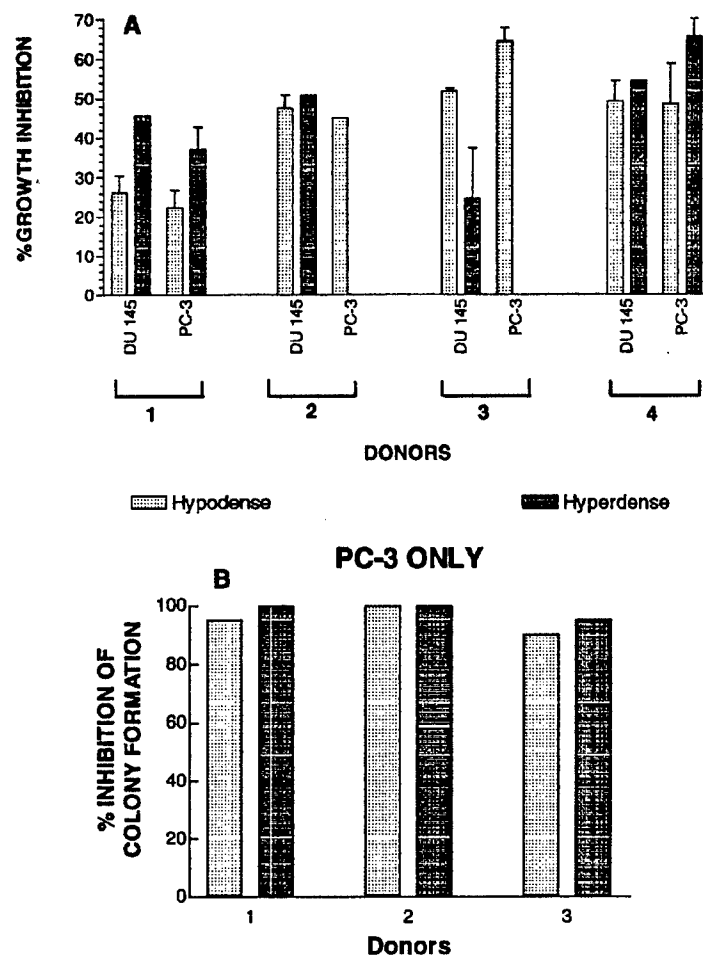 A
%GROWTH INHIBITION
70
60
50
40
30
20
10
0
DU 145
PC-3
DU 145
PC-3
DU 145
PC-3
DU 145
PC-3
1
2
3
4
DONORS
Hypodense
Hyperdense
PC-3 ONLY
B
% INHIBITION OF
COLONY FORMATION
100
80
60
40
20
0
1
2
3
Donors